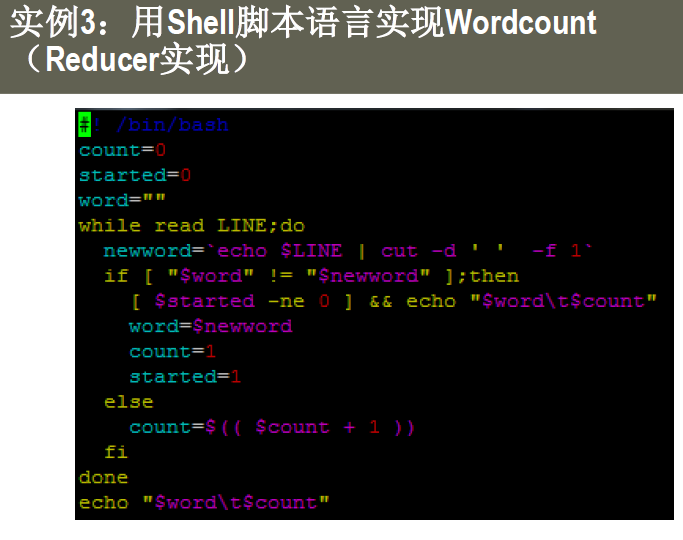 实例3：用Shell脚本语言实现Wordcount
（Reducer实现）
#! /bin/bash
count=0
started=0
word=""
while read LINE;do
  newword=`echo $LINE | cut -d ' '  -f 1`
  if [ "$word" != "$newword" ];then
    [ $started -ne 0 ] && echo "$word\t$count"
    word=$newword
    count=1
    started=1
  else
    count=$(( $count + 1 ))
  fi
done
echo "$word\t$count"